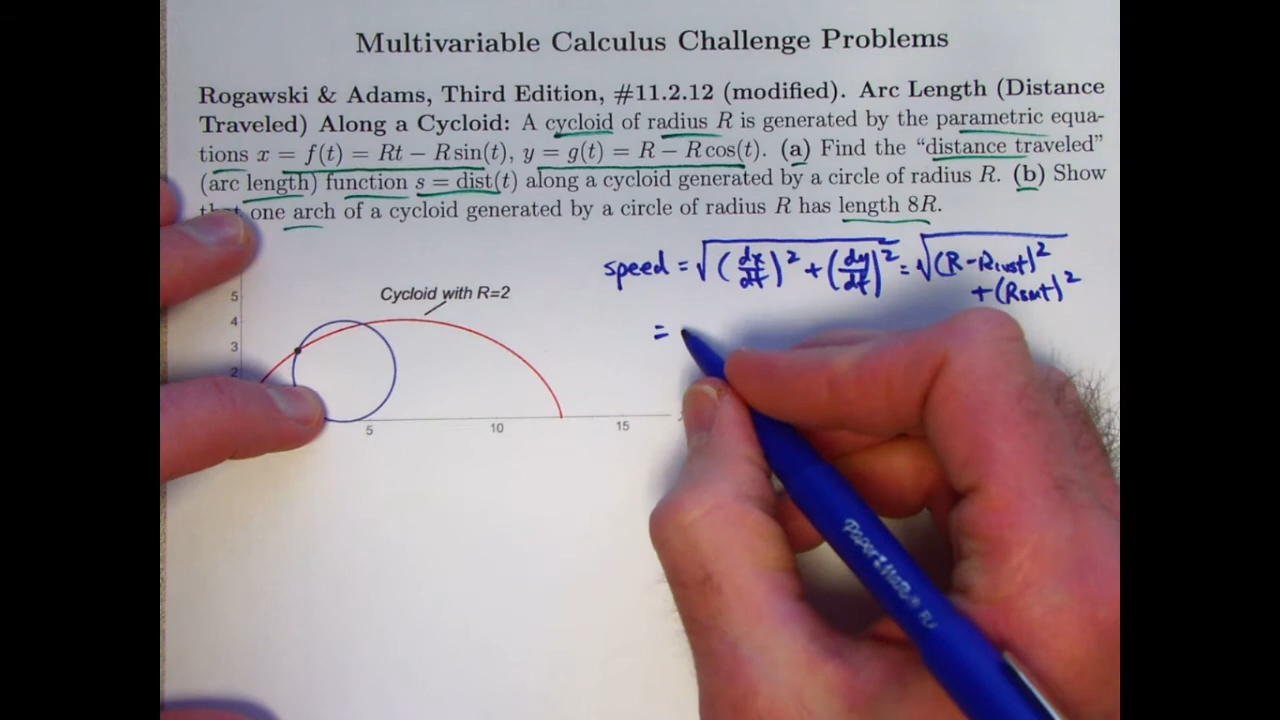 Multivariable Calculus Challenge Problems
Rogawski & Adams, Third Edition, #11.2.12 (modified). Arc Length (Distance
Traveled) Along a Cycloid: A cycloid of radius R is generated by the parametric equa-
tions x = f(t) = Rt − R sin(t), y = g(t) = R − R cos(t). (a) Find the “distance traveled”
(arc length) function s = dist(t) along a cycloid generated by a circle of radius R. (b) Show
that one arch of a cycloid generated by a circle of radius R has length 8R.
speed = √((dx/dt)² + (dy/dt)²) = √((R − R cos t)²
+ (R sin t)²
=
Cycloid with R=2
5
4
3
2
5 10 15
PaperMate